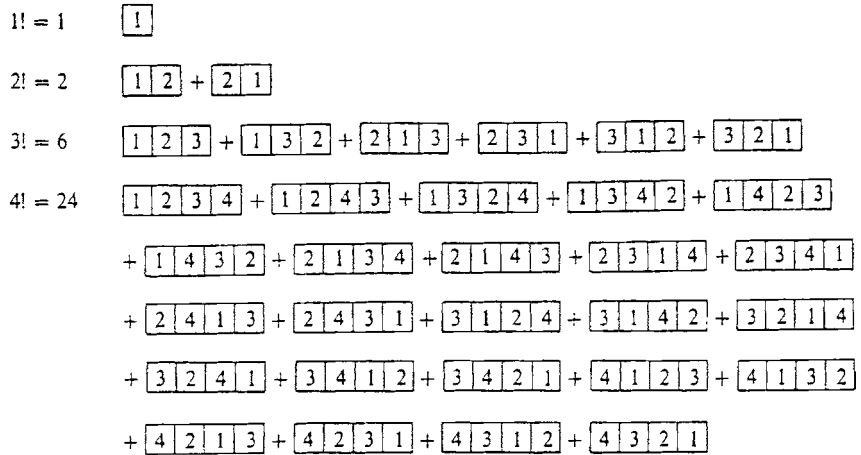 1! = 1 1
2! = 2 1 2 + 2 1
3! = 6 1 2 3 + 1 3 2 + 2 1 3 + 2 3 1 + 3 1 2 + 3 2 1
4! = 24 1 2 3 4 + 1 2 4 3 + 1 3 2 4 + 1 3 4 2 + 1 4 2 3
+ 1 4 3 2 + 2 1 3 4 + 2 1 4 3 + 2 3 1 4 + 2 3 4 1
+ 2 4 1 3 + 2 4 3 1 + 3 1 2 4 + 3 1 4 2 + 3 2 1 4
+ 3 2 4 1 + 3 4 1 2 + 3 4 2 1 + 4 1 2 3 + 4 1 3 2
+ 4 2 1 3 + 4 2 3 1 + 4 3 1 2 + 4 3 2 1